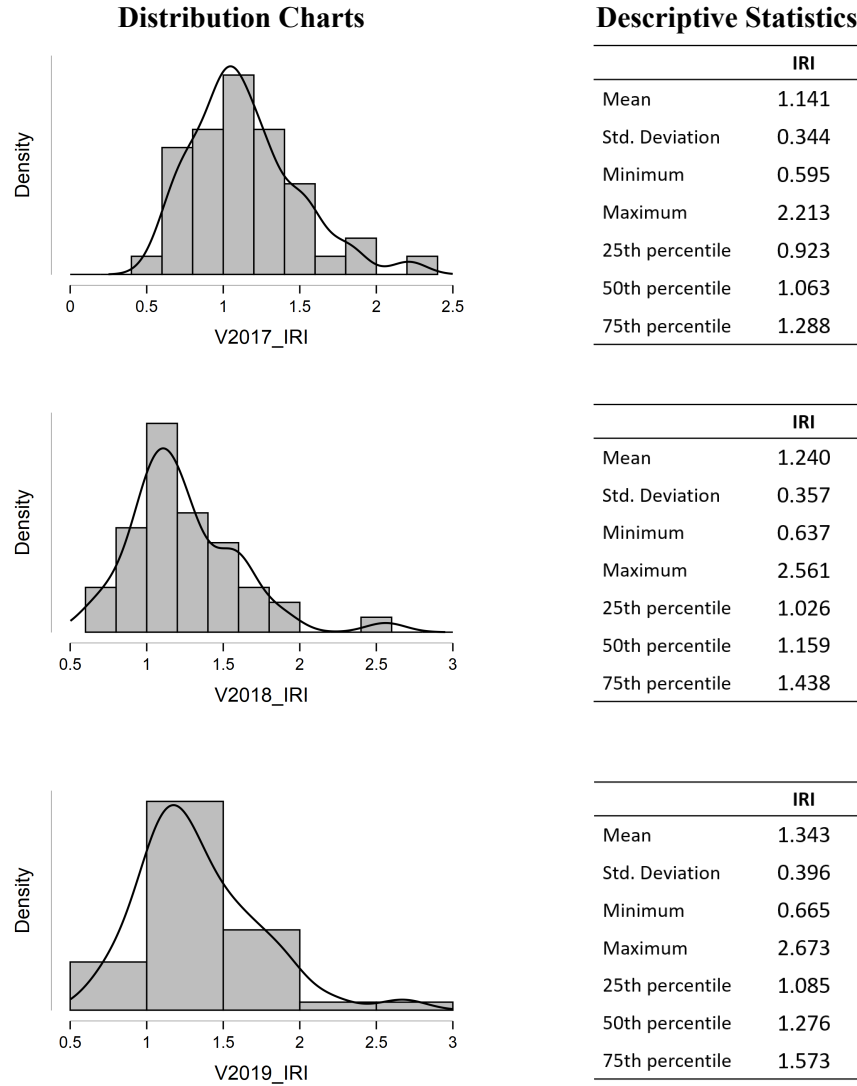 Distribution Charts
Descriptive Statistics
Density
0 0.5 1 1.5 2 2.5
V2017_IRI
IRI
Mean 1.141
Std. Deviation 0.344
Minimum 0.595
Maximum 2.213
25th percentile 0.923
50th percentile 1.063
75th percentile 1.288
Density
0.5 1 1.5 2 2.5 3
V2018_IRI
IRI
Mean 1.240
Std. Deviation 0.357
Minimum 0.637
Maximum 2.561
25th percentile 1.026
50th percentile 1.159
75th percentile 1.438
Density
0.5 1 1.5 2 2.5 3
V2019_IRI
IRI
Mean 1.343
Std. Deviation 0.396
Minimum 0.665
Maximum 2.673
25th percentile 1.085
50th percentile 1.276
75th percentile 1.573